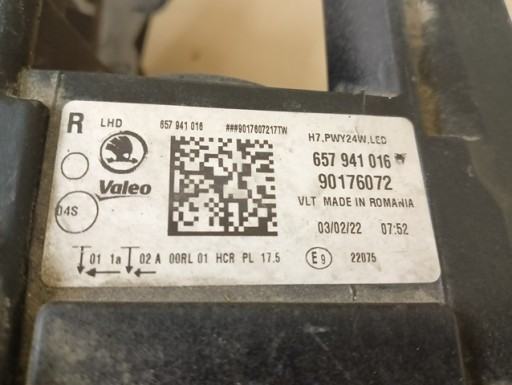 R LHD 657 941 016 ###9017607217TW H7,PWY24W,LED
657 941 016
Valeo 90176072
VLT MADE IN ROMANIA
04S 03/02/22 07:52
01 1a 02 A 00RL 01 HCR PL 17.5 E9 22075